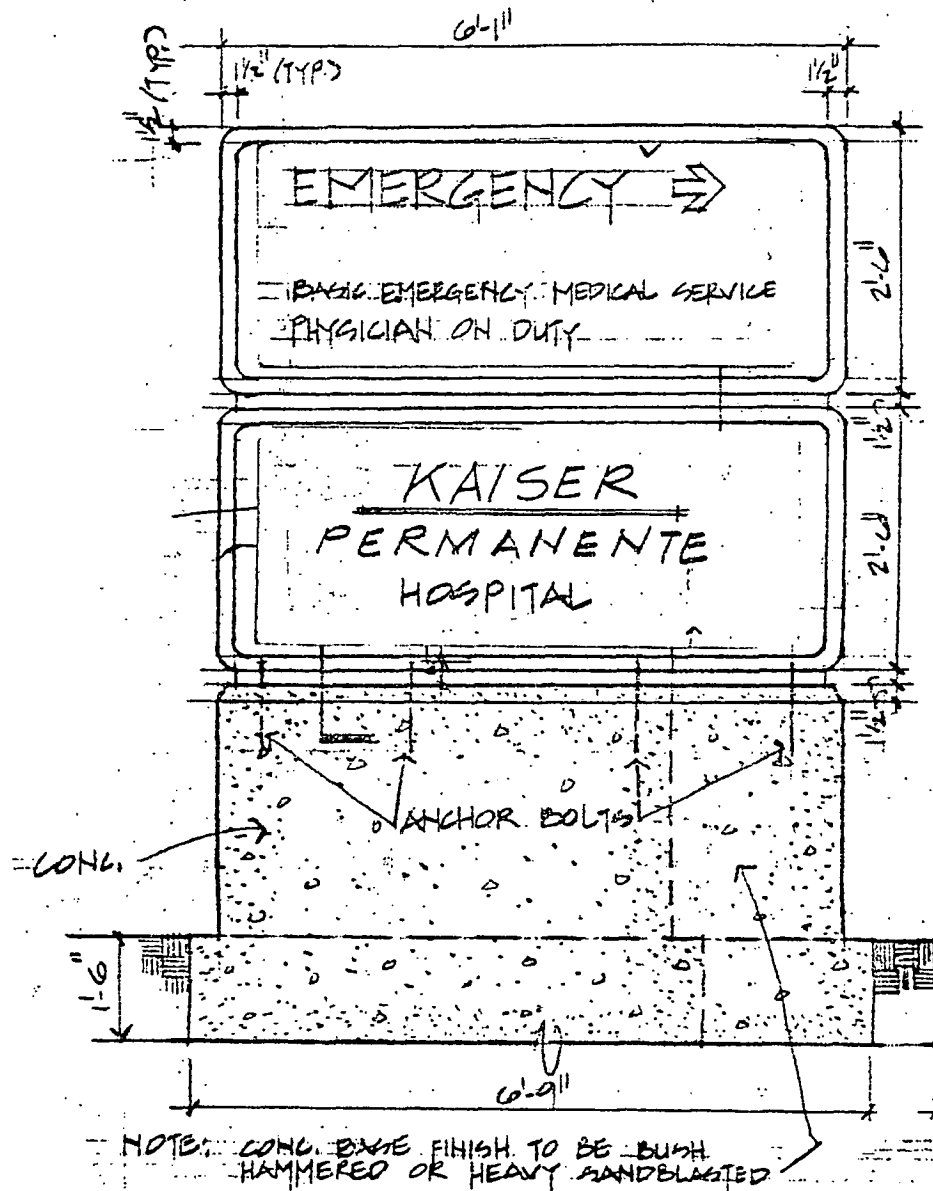 6'-1"
1½" (TYP.)
1½"
1½" (TYP.)
EMERGENCY
BASIC EMERGENCY MEDICAL SERVICE
PHYSICIAN ON DUTY
2'-6"
1½"
KAISER
PERMANENTE
HOSPITAL
2'-6"
1½"
ANCHOR BOLTS
CONC.
1'-6"
6'-9"
NOTE: CONC. BASE FINISH TO BE BUSH
HAMMERED OR HEAVY SANDBLASTED